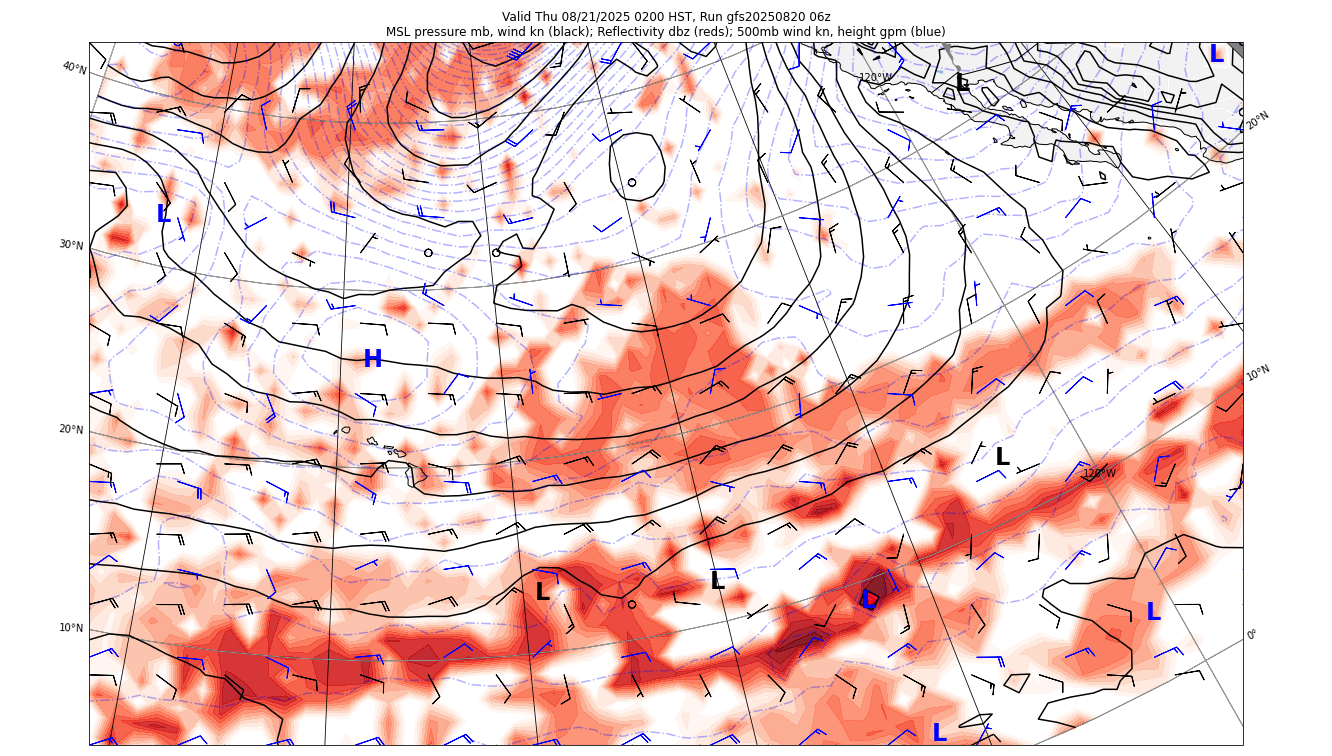 Valid Thu 08/21/2025 0200 HST, Run gfs20250820 06z
MSL pressure mb, wind kn (black); Reflectivity dbz (reds); 500mb wind kn, height gpm (blue)
L
40°N
120°W
L
20°N
L
30°N
H
10°N
20°N
L
120°W
L
L
L
L
10°N
0°
L